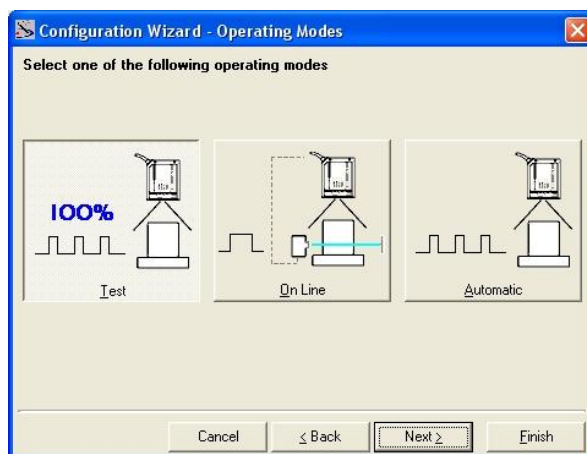 Configuration Wizard - Operating Modes
Select one of the following operating modes
100%
Test
On Line
Automatic
Cancel
< Back
Next >
Finish